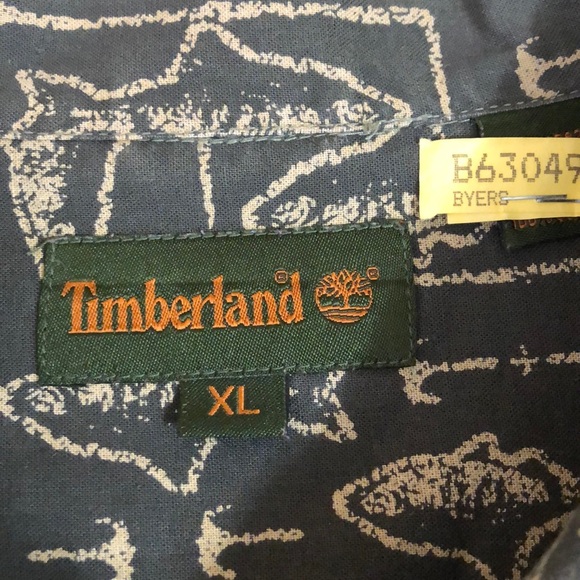 B63049
BYERS
Timberland®
XL